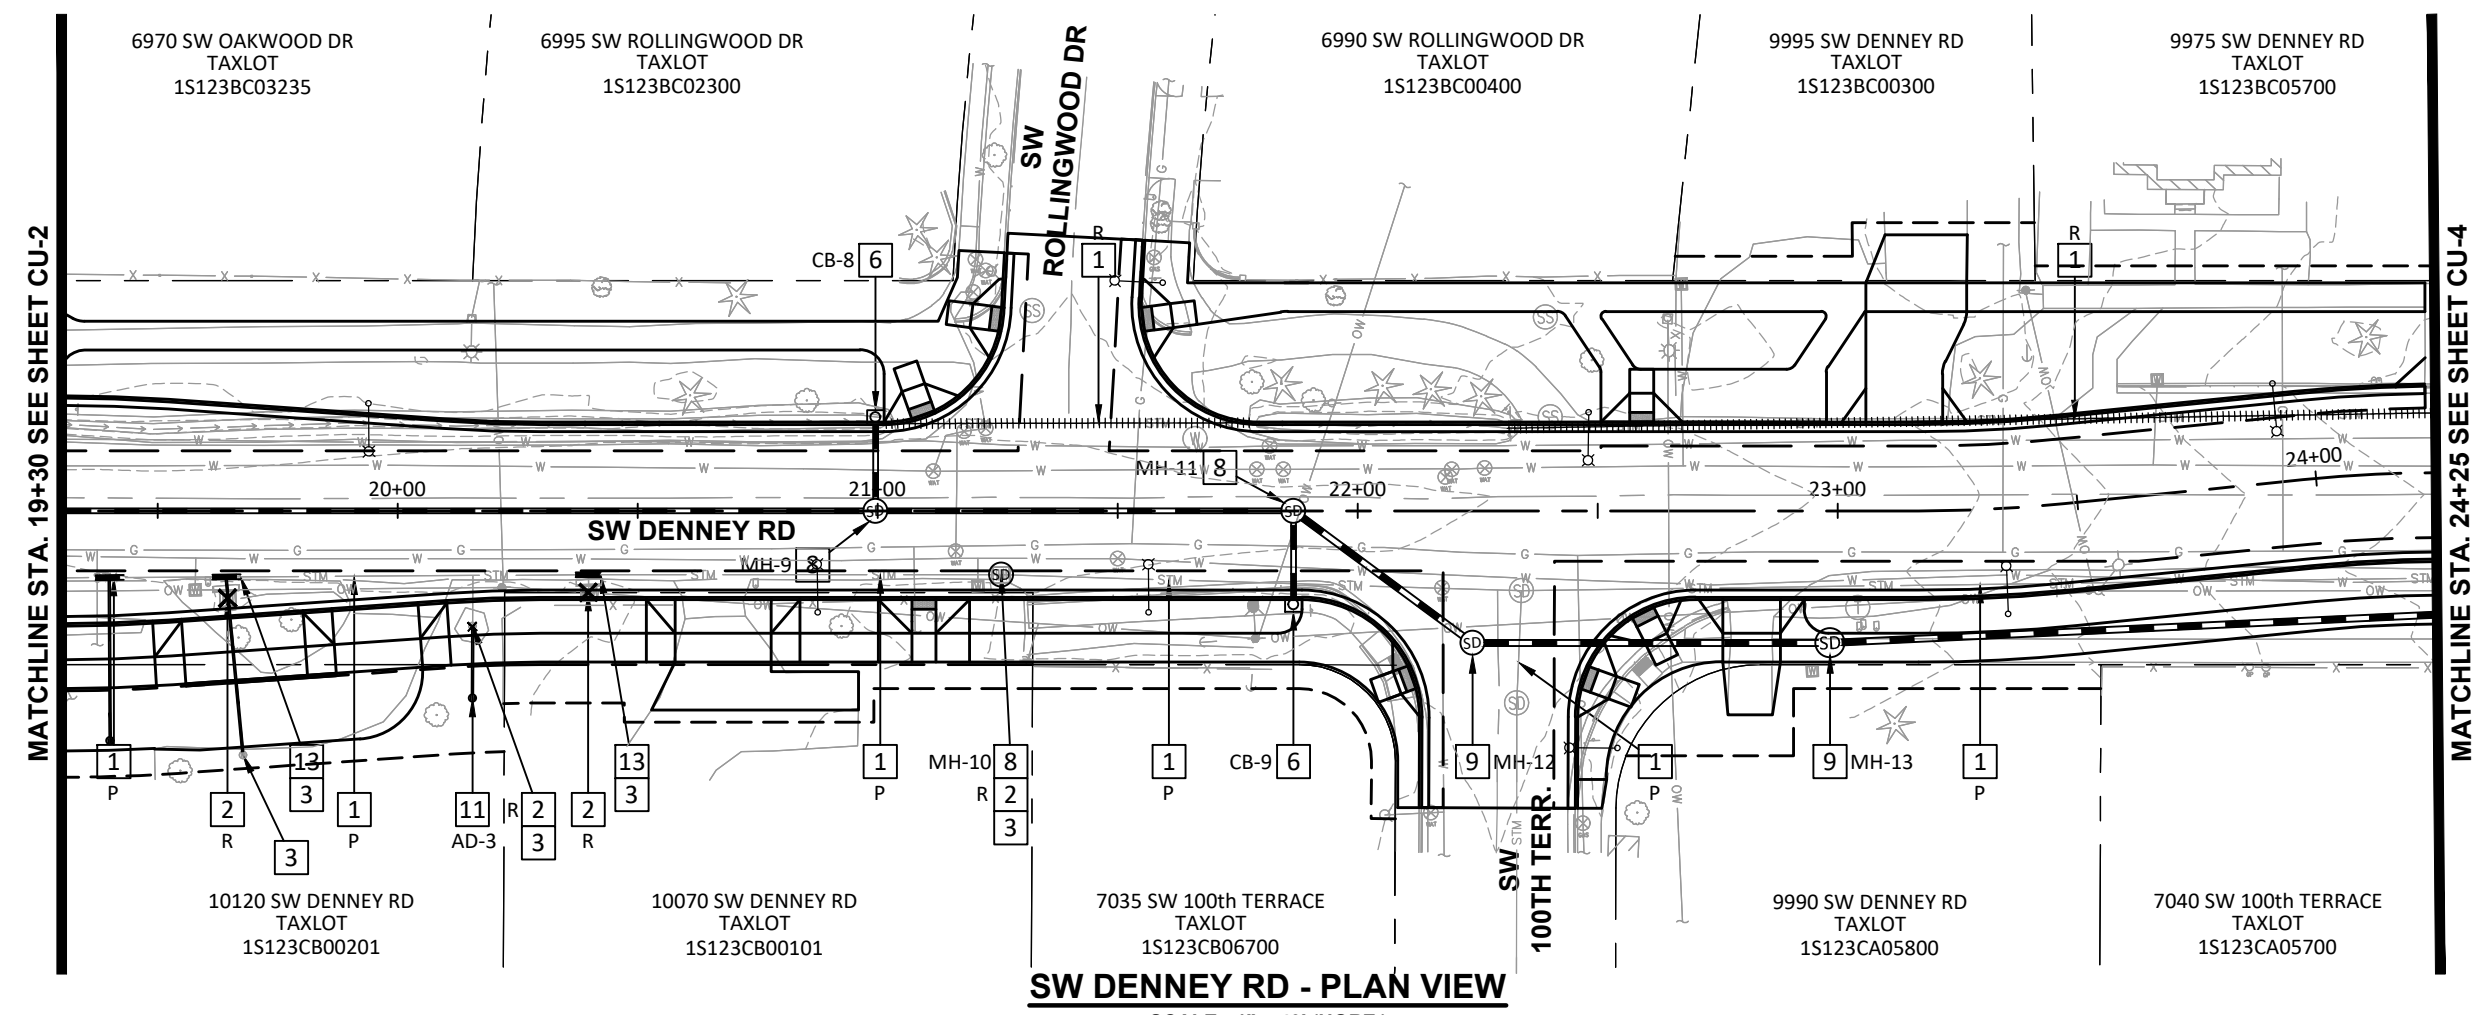 6970 SW OAKWOOD DR
TAXLOT
1S123BC03235
6995 SW ROLLINGWOOD DR
TAXLOT
1S123BC02300
SW
ROLLINGWOOD DR
6990 SW ROLLINGWOOD DR
TAXLOT
1S123BC00400
9995 SW DENNEY RD
TAXLOT
1S123BC00300
9975 SW DENNEY RD
TAXLOT
1S123BC05700
MATCHLINE STA. 19+30 SEE SHEET CU-2
MATCHLINE STA. 24+25 SEE SHEET CU-4
CB-8 6
R
1
R
1
MH-11 8
20+00
21+00
22+00
23+00
24+00
SD
SD
SW DENNEY RD
MH-9 8
SD
SD
SD
1
P
2
R
13
3
3
1
P
11
AD-3
R 2
3
2
R
13
3
1
P
MH-10 8
R 2
3
1
P
CB-9 6
9 MH-12
1
P
9 MH-13
1
P
SW
100TH TERR.
10120 SW DENNEY RD
TAXLOT
1S123CB00201
10070 SW DENNEY RD
TAXLOT
1S123CB00101
7035 SW 100th TERRACE
TAXLOT
1S123CB06700
9990 SW DENNEY RD
TAXLOT
1S123CA05800
7040 SW 100th TERRACE
TAXLOT
1S123CA05700
SW DENNEY RD - PLAN VIEW